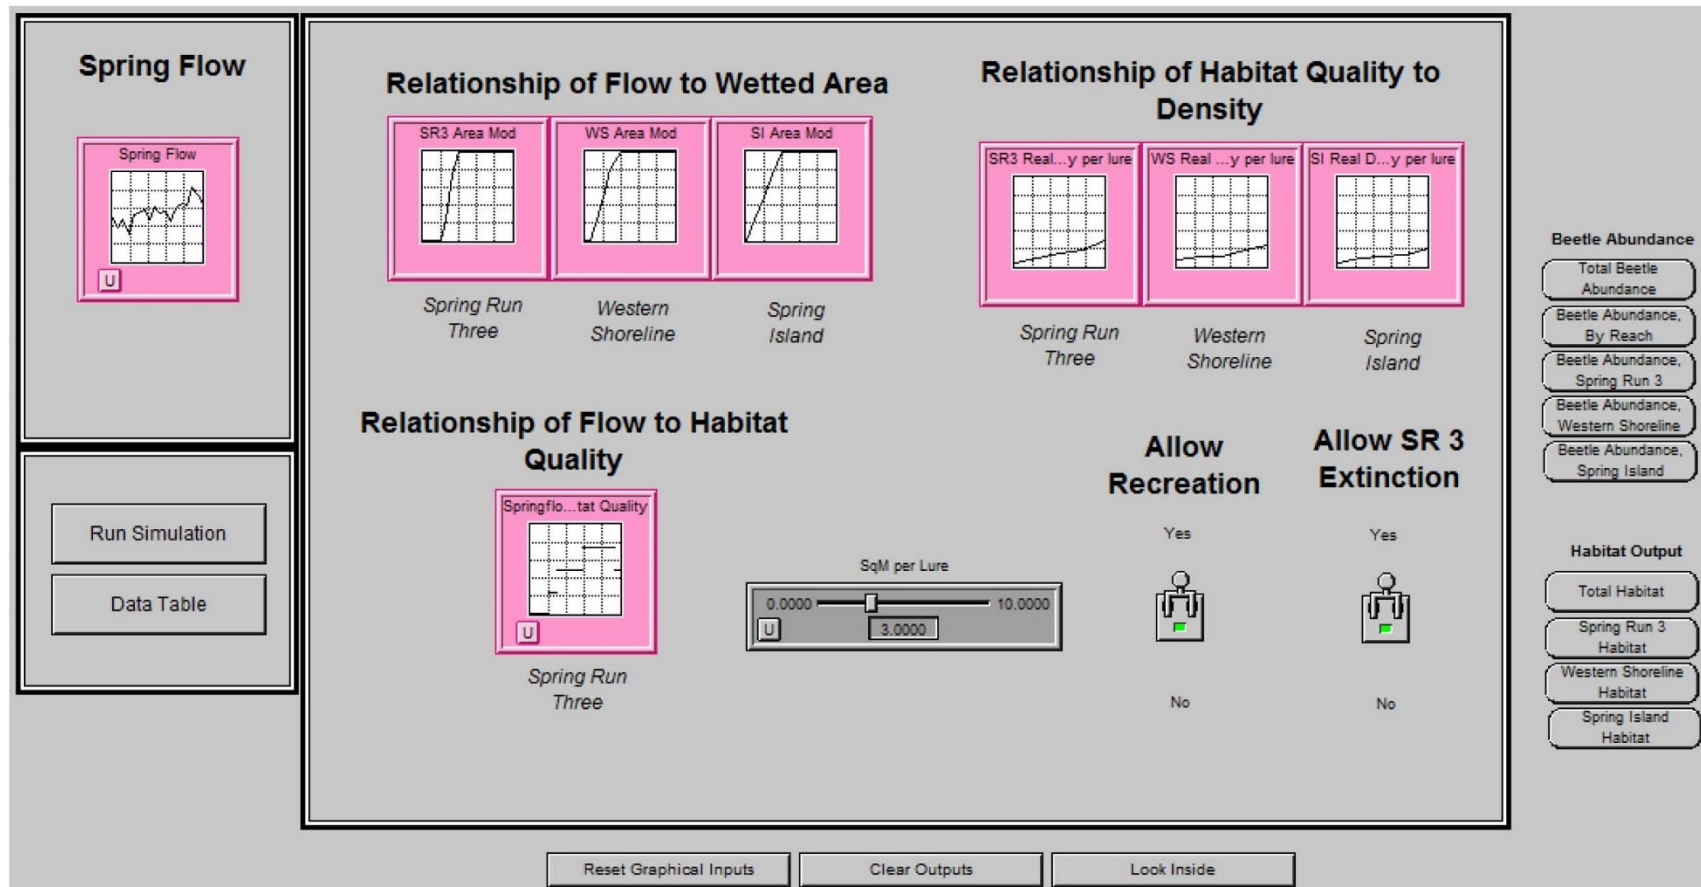 Spring Flow
Spring Flow
U
Run Simulation
Data Table
Relationship of Flow to Wetted Area
SR3 Area Mod
WS Area Mod
SI Area Mod
Spring Run
Three
Western
Shoreline
Spring
Island
Relationship of Habitat Quality to
Density
SR3 Real...y per lure
WS Real ...y per lure
SI Real D...y per lure
Spring Run
Three
Western
Shoreline
Spring
Island
Relationship of Flow to Habitat
Quality
Springflo...tat Quality
U
Spring Run
Three
SqM per Lure
0.0000
10.0000
U
3.0000
Allow
Recreation
Yes
No
Allow SR 3
Extinction
Yes
No
Beetle Abundance
Total Beetle
Abundance
Beetle Abundance,
By Reach
Beetle Abundance,
Spring Run 3
Beetle Abundance,
Western Shoreline
Beetle Abundance,
Spring Island
Habitat Output
Total Habitat
Spring Run 3
Habitat
Western Shoreline
Habitat
Spring Island
Habitat
Reset Graphical Inputs
Clear Outputs
Look Inside